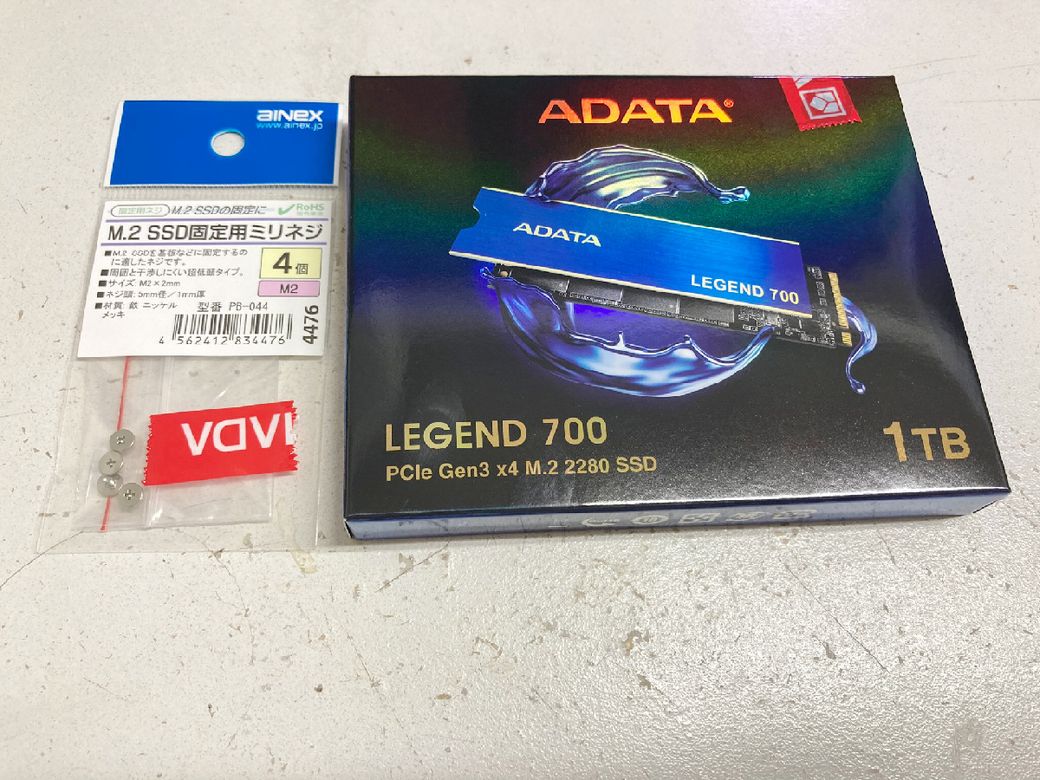 ainex
www.ainex.jp
固定用ネジ M.2 SSDの固定に RoHS
M.2 SSD固定用ミリネジ
■M.2 SSDを基板などに固定するの
に適したネジです。
■周囲と干渉しにくい超低頭タイプ。
■サイズ: M2×2mm
■ネジ頭: 5mm径／1mm厚
■材質: 鉄 ニッケル
メッキ
4個
M2
型番 PB-044
4 562412 834476
4476
ADATA®
ADATA
LEGEND 700
LEGEND 700
PCIe Gen3 x4 M.2 2280 SSD
1TB